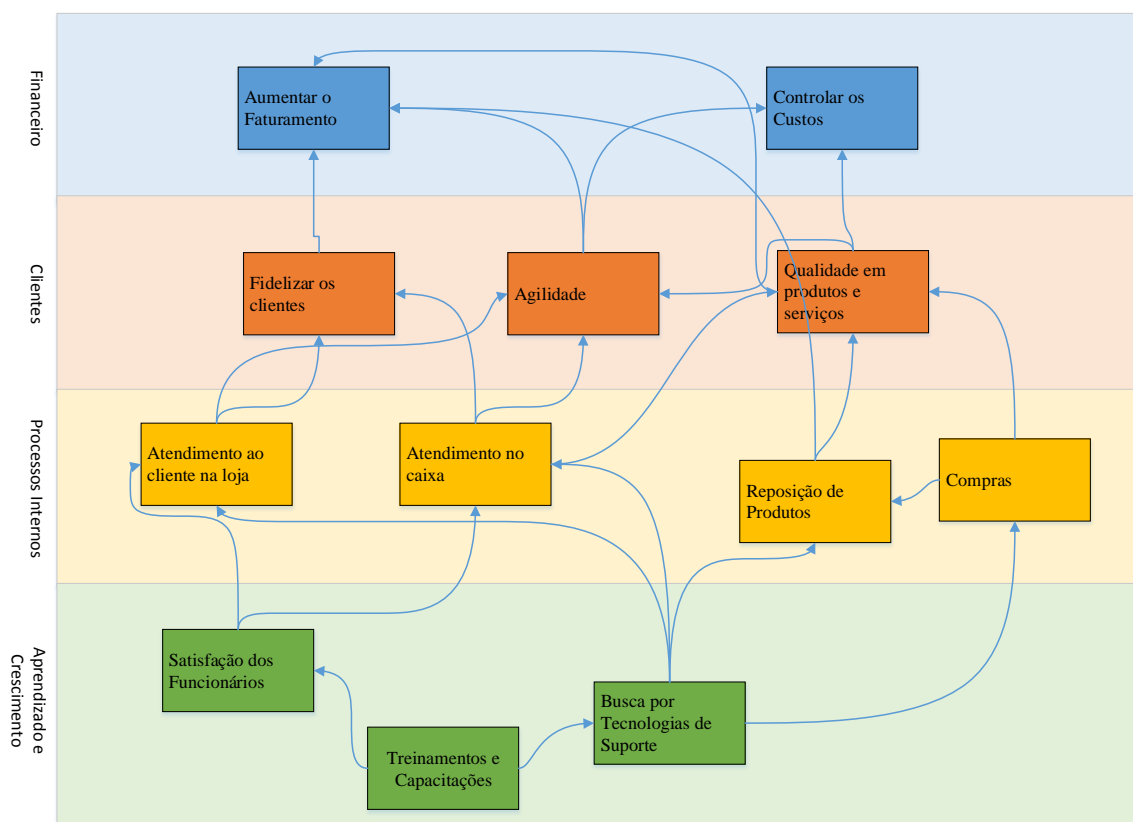 Financeiro
Aumentar o
Faturamento
Controlar os
Custos
Clientes
Fidelizar os
clientes
Agilidade
Qualidade em
produtos e
serviços
Processos Internos
Atendimento ao
cliente na loja
Atendimento no
caixa
Reposição de
Produtos
Compras
Aprendizado e
Crescimento
Satisfação dos
Funcionários
Treinamentos e
Capacitações
Busca por
Tecnologias de
Suporte